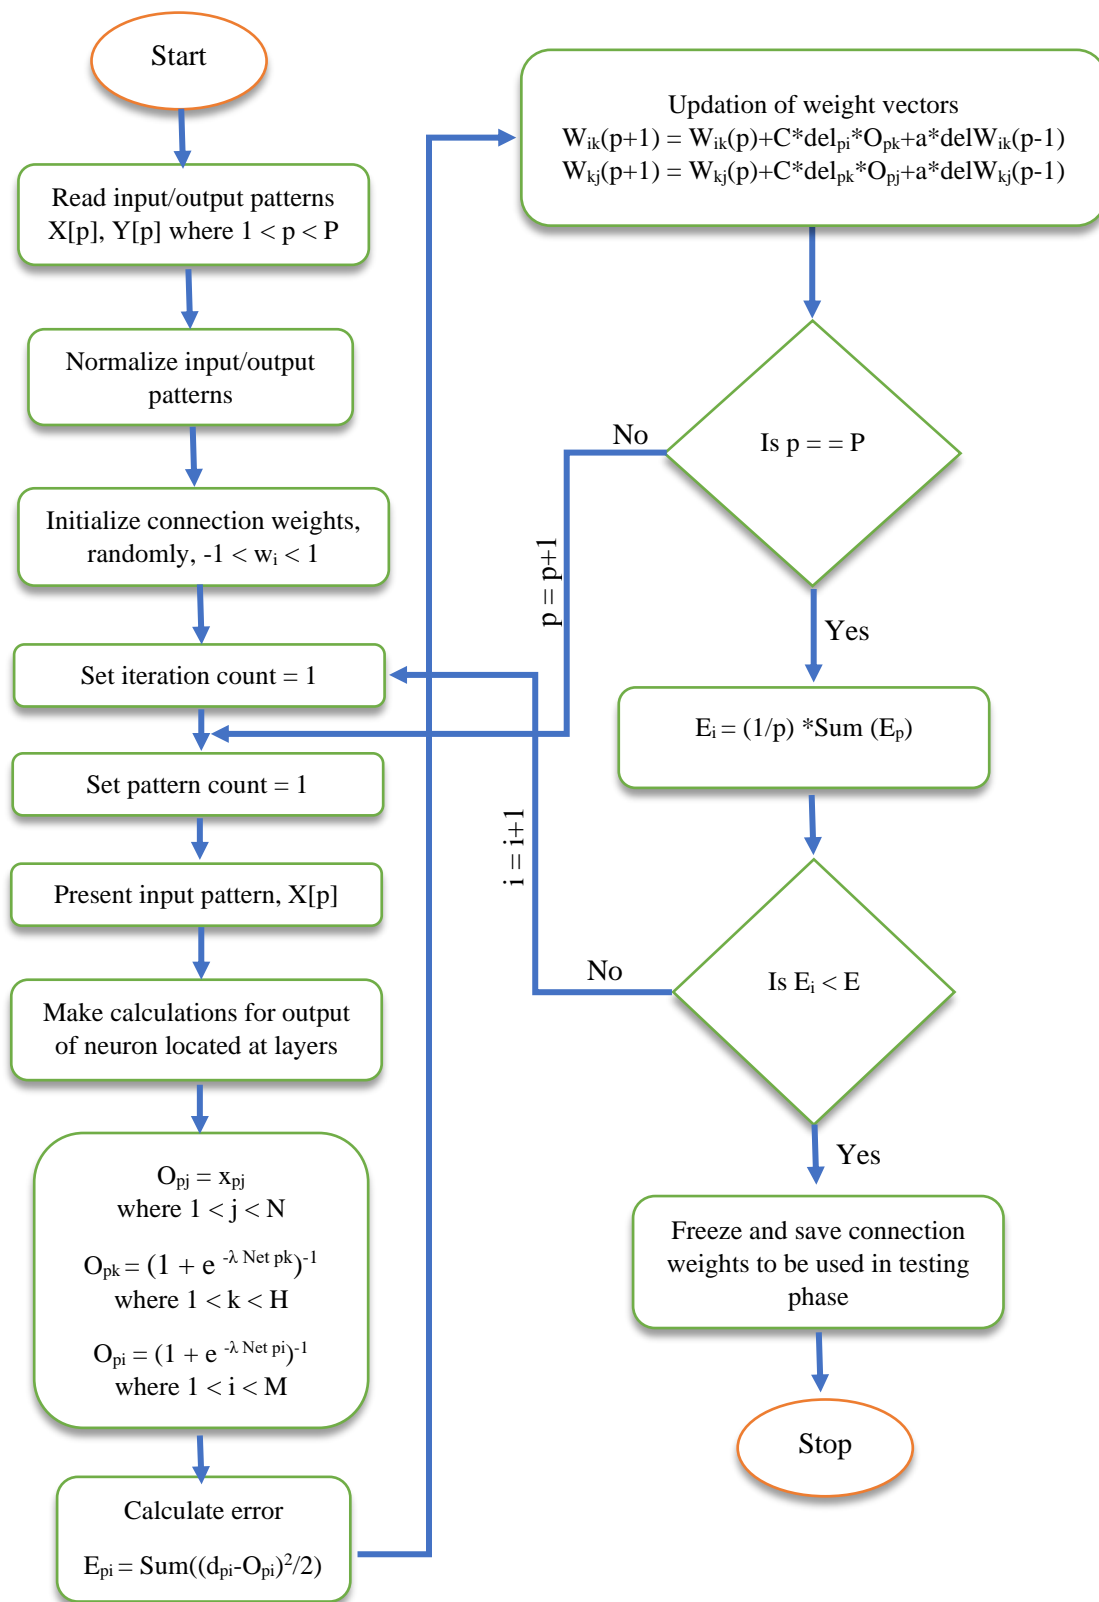 Start
Read input/output patterns
X[p], Y[p] where 1 < p < P
Normalize input/output
patterns
Initialize connection weights,
randomly, -1 < wi < 1
Set iteration count = 1
Set pattern count = 1
Present input pattern, X[p]
Make calculations for output
of neuron located at layers
Opj = xpj
where 1 < j < N
Opk = (1 + e -λ Net pk)-1
where 1 < k < H
Opi = (1 + e -λ Net pi)-1
where 1 < i < M
Calculate error
Epi = Sum((dpi-Opi)2/2)
Updation of weight vectors
Wik(p+1) = Wik(p)+C*delpi*Opk+a*delWik(p-1)
Wkj(p+1) = Wkj(p)+C*delpk*Opj+a*delWkj(p-1)
Is p = = P
No
p = p+1
Yes
Ei = (1/p) *Sum (Ep)
Is Ei < E
No
i = i+1
Yes
Freeze and save connection
weights to be used in testing
phase
Stop